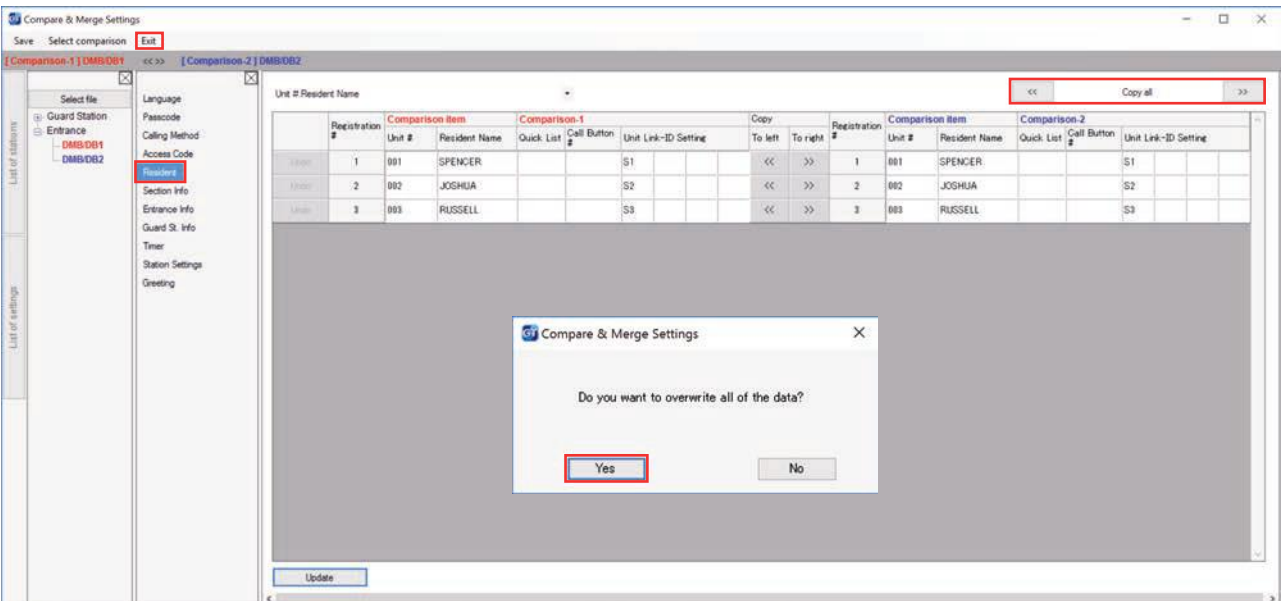 Compare & Merge Settings
Save Select comparison Exit
[ Comparison-1 ] DMB/DB1 <<>> [ Comparison-2 ] DMB/DB2
List of stations
List of settings
Select file
Guard Station
Entrance
DMB/DB1
DMB/DB2
Language
Passcode
Calling Method
Access Code
Resident
Section Info
Entrance Info
Guard St. Info
Timer
Station Settings
Greeting
Unit #.Resident Name
<< Copy all >>
Registration # Comparison item Comparison-1 Copy Registration # Comparison item Comparison-2
Unit # Resident Name Quick List Call Button # Unit Link-ID Setting To left To right Unit # Resident Name Quick List Call Button # Unit Link-ID Setting
Undo 1 001 SPENCER S1 << >> 1 001 SPENCER S1
Undo 2 002 JOSHUA S2 << >> 2 002 JOSHUA S2
Undo 3 003 RUSSELL S3 << >> 3 003 RUSSELL S3
GT Compare & Merge Settings
Do you want to overwrite all of the data?
Yes No
Update